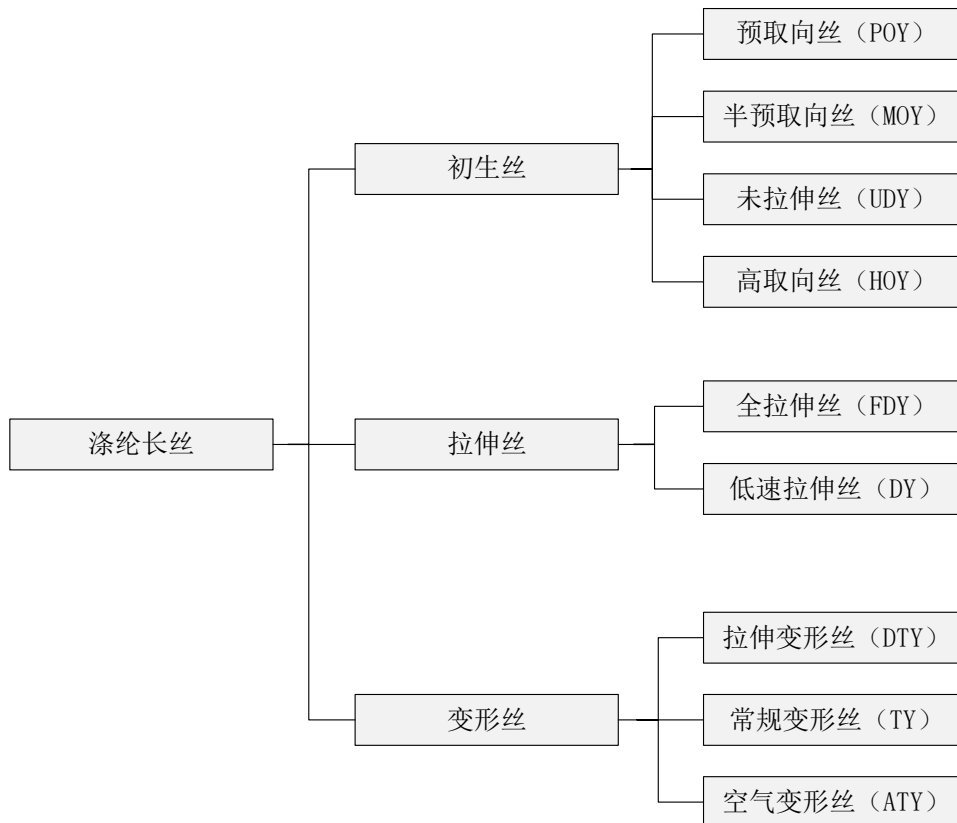 涤纶长丝
初生丝
预取向丝（POY）
半预取向丝（MOY）
未拉伸丝（UDY）
高取向丝（HOY）
拉伸丝
全拉伸丝（FDY）
低速拉伸丝（DY）
变形丝
拉伸变形丝（DTY）
常规变形丝（TY）
空气变形丝（ATY）